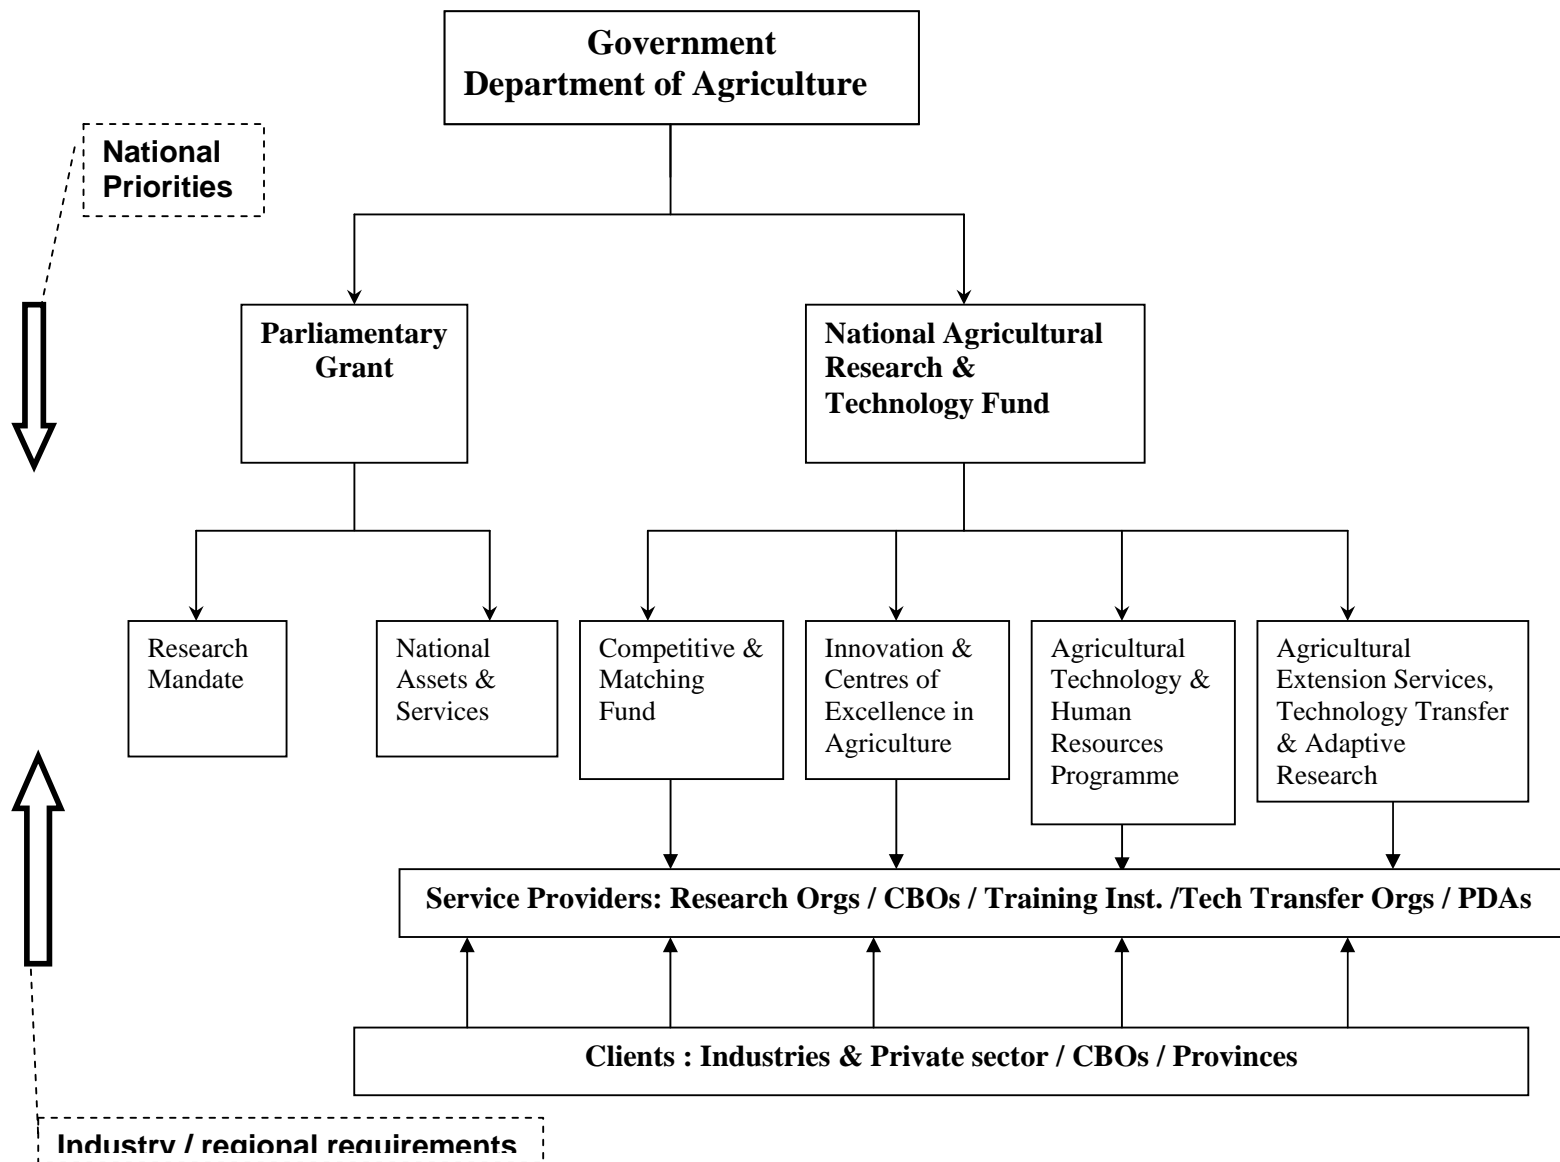 Government
Department of Agriculture
National
Priorities
Parliamentary
Grant
National Agricultural
Research &
Technology Fund
Research
Mandate
National
Assets &
Services
Competitive &
Matching
Fund
Innovation &
Centres of
Excellence in
Agriculture
Agricultural
Technology &
Human
Resources
Programme
Agricultural
Extension Services,
Technology Transfer
& Adaptive
Research
Service Providers: Research Orgs / CBOs / Training Inst. /Tech Transfer Orgs / PDAs
Clients : Industries & Private sector / CBOs / Provinces
Industry / regional requirements